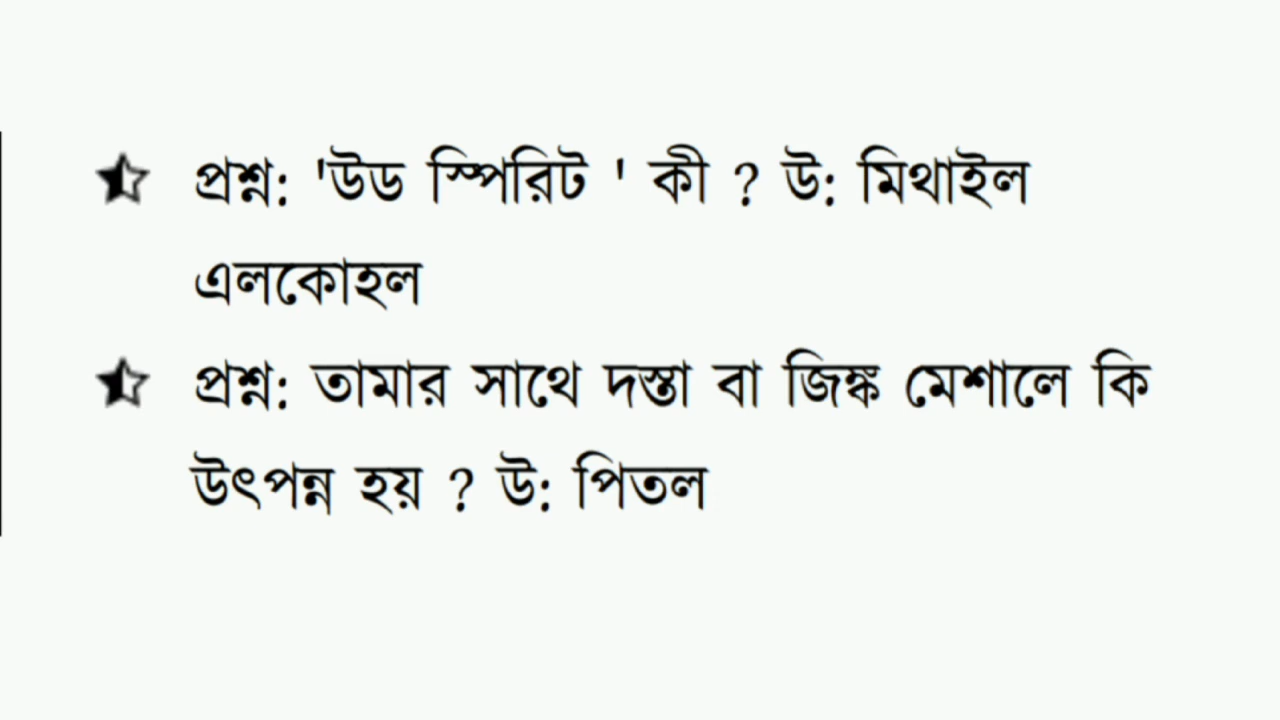 প্রশ্ন: 'উড স্পিরিট ' কী ? উ: মিথাইল
এলকোহল
প্রশ্ন: তামার সাথে দস্তা বা জিঙ্ক মেশালে কি
উৎপন্ন হয় ? উ: পিতল